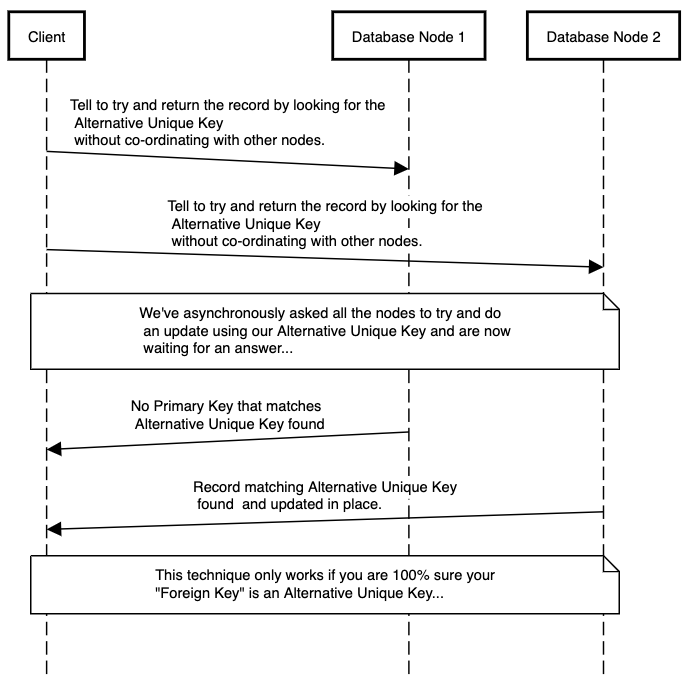 Client
Database Node 1
Database Node 2
Tell to try and return the record by looking for the
Alternative Unique Key
without co-ordinating with other nodes.
Tell to try and return the record by looking for the
Alternative Unique Key
without co-ordinating with other nodes.
We've asynchronously asked all the nodes to try and do
an update using our Alternative Unique Key and are now
waiting for an answer...
No Primary Key that matches
Alternative Unique Key found
Record matching Alternative Unique Key
found  and updated in place.
This technique only works if you are 100% sure your
"Foreign Key" is an Alternative Unique Key...